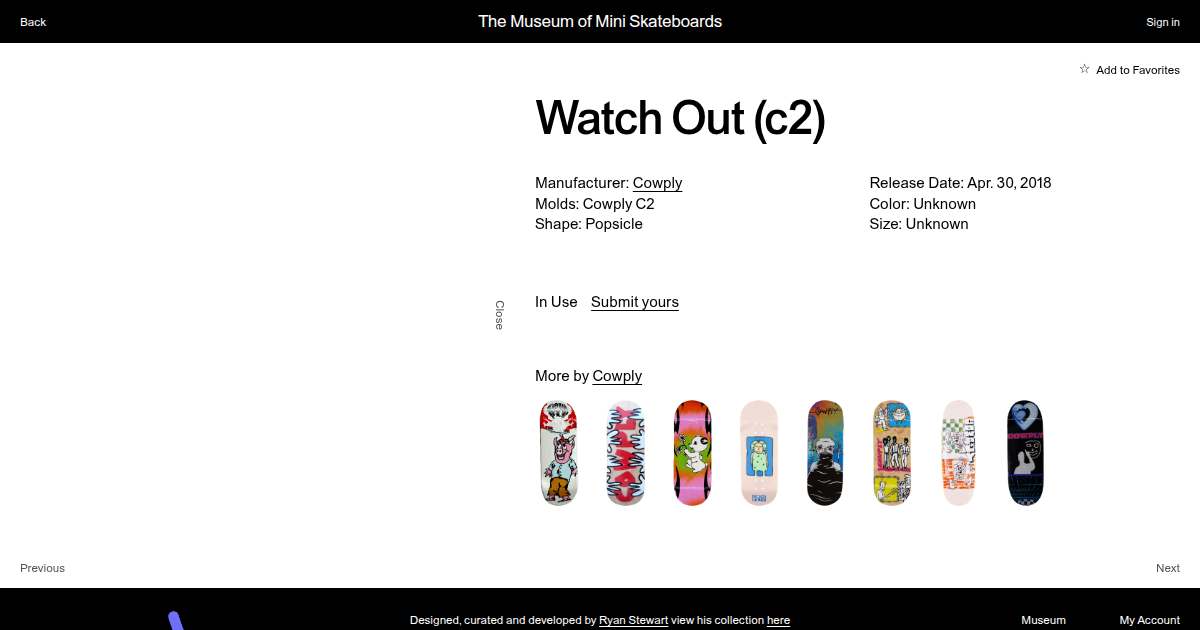 Back
The Museum of Mini Skateboards
Sign in
☆ Add to Favorites
Watch Out (c2)
Manufacturer: Cowply
Molds: Cowply C2
Shape: Popsicle
Release Date: Apr. 30, 2018
Color: Unknown
Size: Unknown
Close
In Use Submit yours
More by Cowply
COWPLY
COWPLY
Previous
Next
Designed, curated and developed by Ryan Stewart view his collection here
Museum
My Account